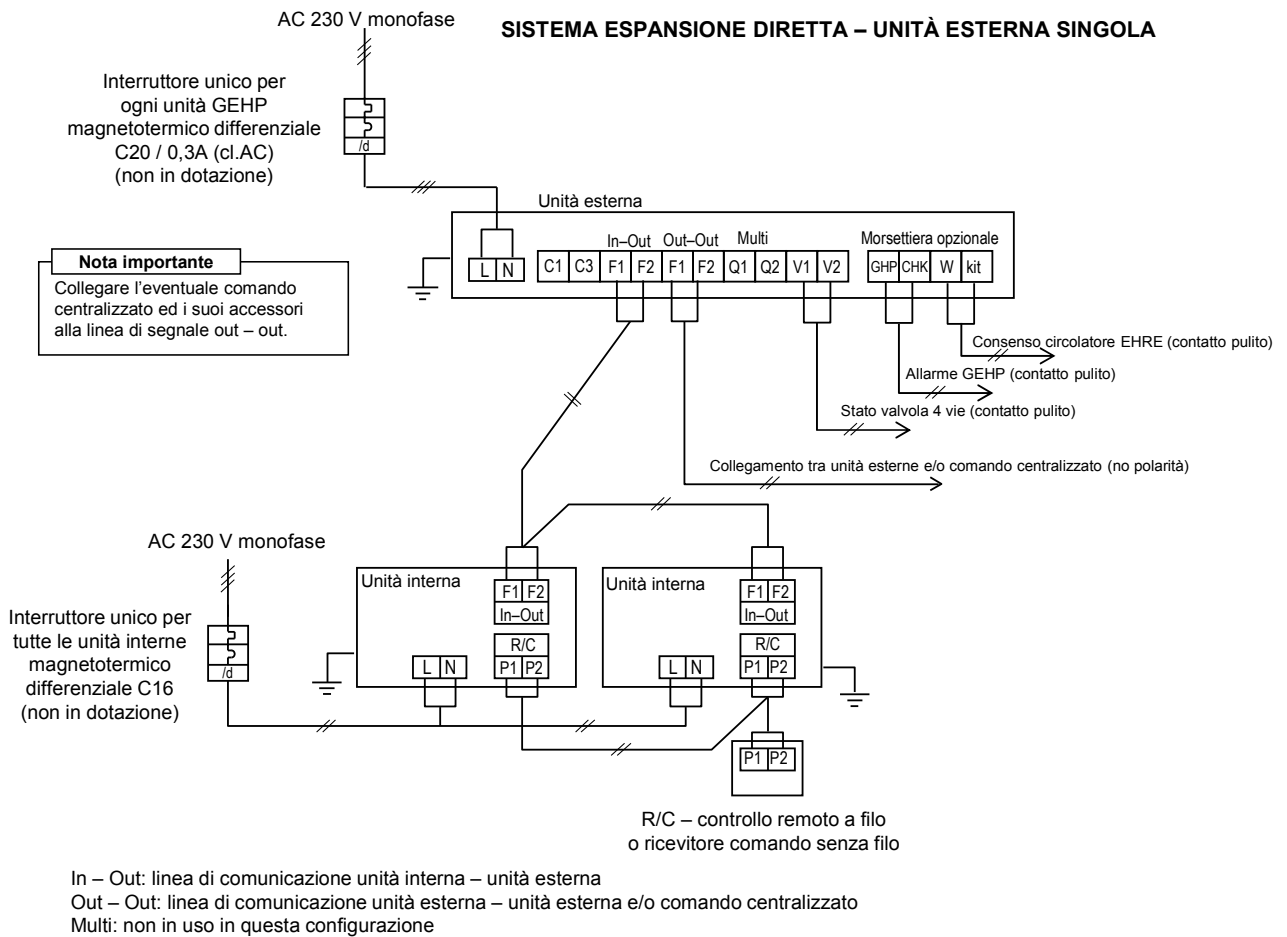 AC 230 V monofase
SISTEMA ESPANSIONE DIRETTA – UNITÀ ESTERNA SINGOLA
Interruttore unico per
ogni unità GEHP
magnetotermico differenziale
C20 / 0,3A (cl.AC)
(non in dotazione)
/d
Nota importante
Collegare l'eventuale comando
centralizzato ed i suoi accessori
alla linea di segnale out – out.
Unità esterna
In–Out Out–Out Multi Morsettiera opzionale
L N C1 C3 F1 F2 F1 F2 Q1 Q2 V1 V2 GHP CHK W kit
Consenso circolatore EHRE (contatto pulito)
Allarme GEHP (contatto pulito)
Stato valvola 4 vie (contatto pulito)
Collegamento tra unità esterne e/o comando centralizzato (no polarità)
AC 230 V monofase
Interruttore unico per
tutte le unità interne
magnetotermico
differenziale C16
(non in dotazione)
/d
Unità interna
F1 F2
In–Out
R/C
L N P1 P2
Unità interna
F1 F2
In–Out
R/C
L N P1 P2
P1 P2
R/C – controllo remoto a filo
o ricevitore comando senza filo
In – Out: linea di comunicazione unità interna – unità esterna
Out – Out: linea di comunicazione unità esterna – unità esterna e/o comando centralizzato
Multi: non in uso in questa configurazione